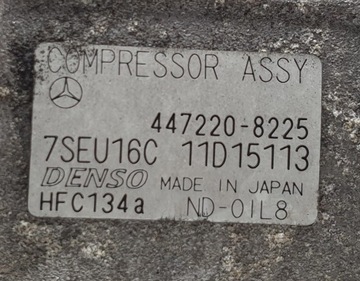 COMPRESSOR ASSY
447220-8225
7SEU16C 11D15113
DENSO MADE IN JAPAN
HFC134a ND-OIL8